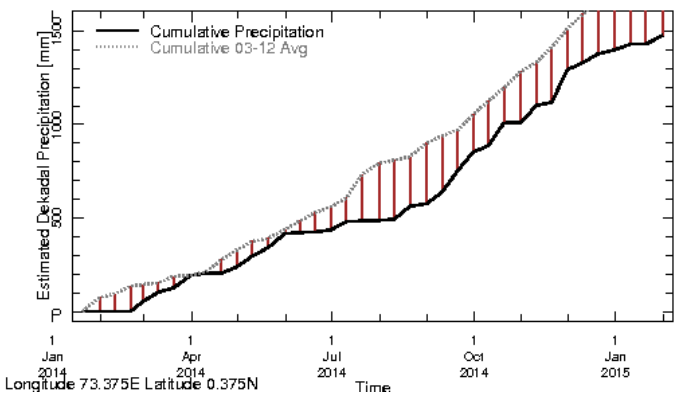 Cumulative Precipitation
Cumulative 03-12 Avg
Estimated Dekadal Precipitation [mm]
1500
1000
500
0
1 1 1 1 1
Jan Apr Jul Oct Jan
2014 2014 2014 2014 2015
Longitude 73.375E Latitude 0.375N
Time